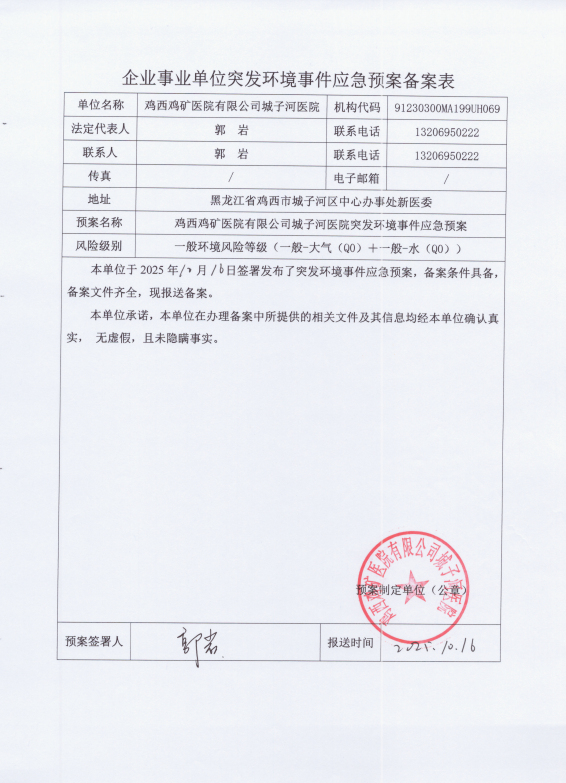 企业事业单位突发环境事件应急预案备案表
单位名称 鸡西鸡矿医院有限公司城子河医院 机构代码 91230300MA199UH069
法定代表人 郭 岩 联系电话 13206950222
联系人 郭 岩 联系电话 13206950222
传真 / 电子邮箱 /
地址 黑龙江省鸡西市城子河区中心办事处新医委
预案名称 鸡西鸡矿医院有限公司城子河医院突发环境事件应急预案
风险级别 一般环境风险等级（一般-大气（Q0）＋一般-水（Q0））
本单位于 2025 年 10 月 16 日签署发布了突发环境事件应急预案，备案条件具备，
备案文件齐全，现报送备案。
本单位承诺，本单位在办理备案中所提供的相关文件及其信息均经本单位确认真
实， 无虚假，且未隐瞒事实。
鸡西鸡矿医院有限公司城子河医院
预案制定单位（公章）
预案签署人 郭岩 报送时间 2025.10.16